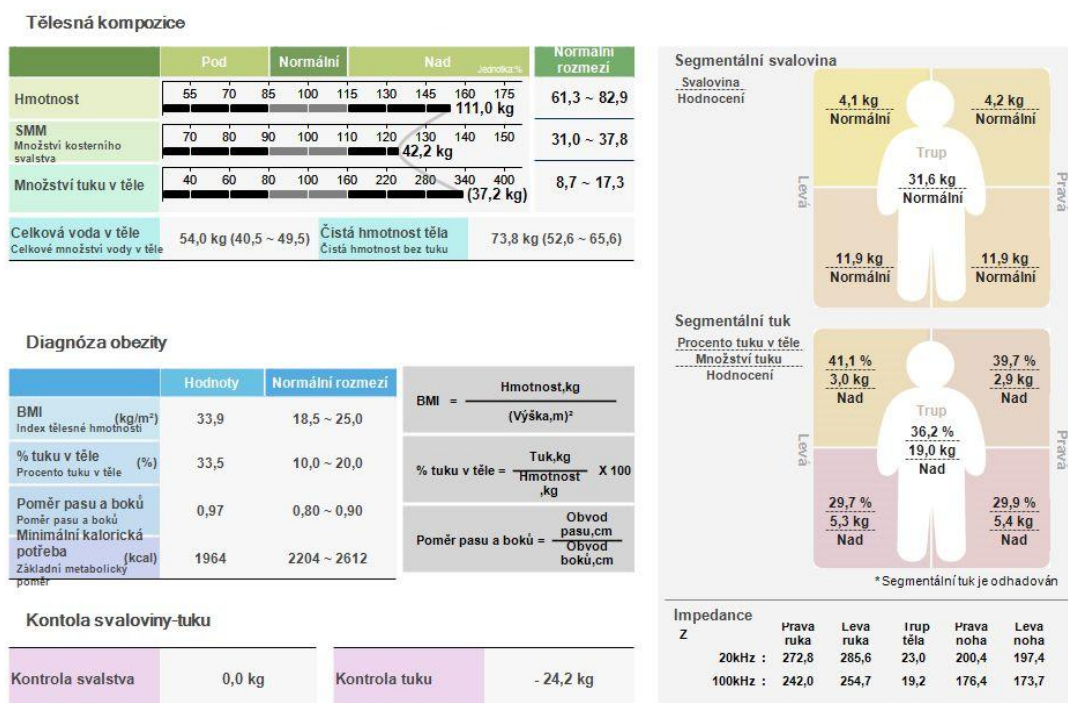 Tělesná kompozice
Pod Normální Nad Jednotka:% Normální rozmezí
Hmotnost
55 70 85 100 115 130 145 160 175
111,0 kg
61,3 ~ 82,9
SMM
Množství kosterního
svalstva
70 80 90 100 110 120 130 140 150
42,2 kg
31,0 ~ 37,8
Množství tuku v těle
40 60 80 100 160 220 280 340 400
(37,2 kg)
8,7 ~ 17,3
Celková voda v těle
Celkové množství vody v těle
54,0 kg (40,5 ~ 49,5)
Čistá hmotnost těla
Čistá hmotnost bez tuku
73,8 kg (52,6 ~ 65,6)
Diagnóza obezity
Hodnoty Normální rozmezí
BMI (kg/m²)
Index tělesné hmotnosti
33,9 18,5 ~ 25,0
% tuku v těle (%)
Procento tuku v těle
33,5 10,0 ~ 20,0
Poměr pasu a boků
Poměr pasu a boků
0,97 0,80 ~ 0,90
Minimální kalorická
potřeba (kcal)
Základní metabolický
poměr
1964 2204 ~ 2612
BMI = Hmotnost,kg
(Výška,m)²
% tuku v těle = Tuk,kg X 100
Hmotnost
,kg
Poměr pasu a boků = Obvod
pasu,cm
Obvod
boků,cm
Kontola svaloviny-tuku
Kontrola svalstva 0,0 kg
Kontrola tuku - 24,2 kg
Segmentální svalovina
Svalovina
Hodnocení
4,1 kg
Normální
4,2 kg
Normální
Trup
31,6 kg
Normální
Levá
Pravá
11,9 kg
Normální
11,9 kg
Normální
Segmentální tuk
Procento tuku v těle
Množství tuku
Hodnocení
41,1 %
3,0 kg
Nad
39,7 %
2,9 kg
Nad
Trup
36,2 %
19,0 kg
Nad
Levá
Pravá
29,7 %
5,3 kg
Nad
29,9 %
5,4 kg
Nad
* Segmentální tuk je odhadován
Impedance
Z
Prava ruka Leva ruka Trup těla Prava noha Leva noha
20kHz : 272,8 285,6 23,0 200,4 197,4
100kHz : 242,0 254,7 19,2 176,4 173,7